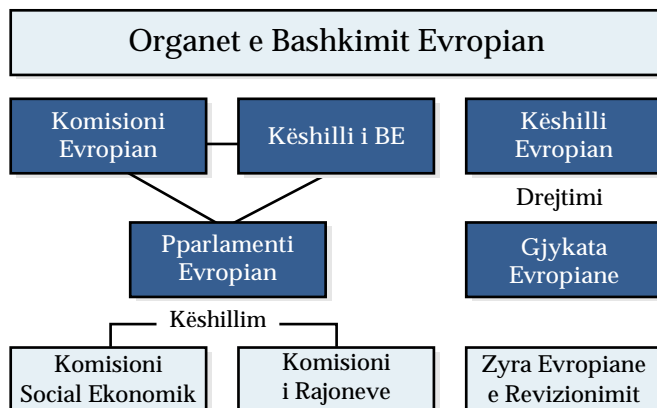 Organet e Bashkimit Evropian
Komisioni
Evropian
Këshilli i BE
Këshilli
Evropian
Drejtimi
Pparlamenti
Evropian
Gjykata
Evropiane
Këshillim
Komisioni
Social Ekonomik
Komisioni
i Rajoneve
Zyra Evropiane
e Revizionimit